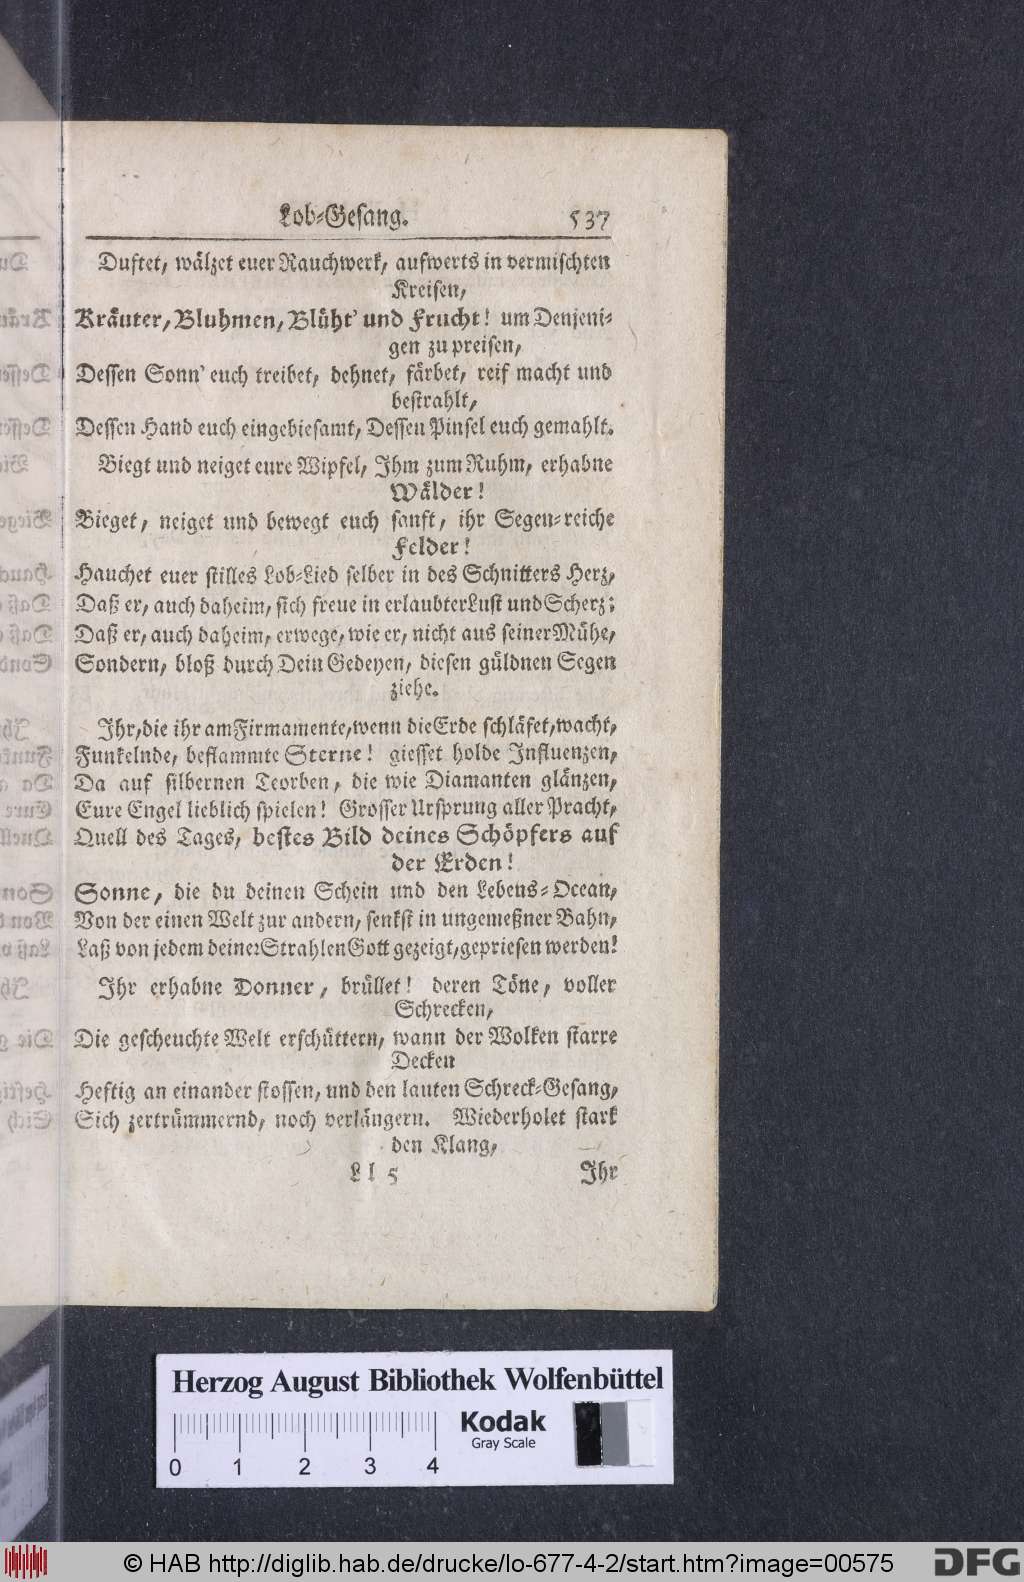 Lob-Gesang. 537
Duftet, wälzet euer Rauchwerk, aufwerts in vermischten
Kreisen,
Kräuter, Bluhmen, Blüht' und Frucht! um Denjeni-
gen zu preisen,
Dessen Sonn' euch treibet, dehnet, färbet, reif macht und
bestrahlt,
Dessen Hand euch eingebiesamt, Dessen Pinsel euch gemahlt.
Biegt und neiget eure Wipfel, Ihm zum Ruhm, erhabne
Wälder!
Bieget, neiget und bewegt euch sanft, ihr Segen-reiche
Felder!
Hauchet euer stilles Lob-Lied selber in des Schnitters Herz,
Daß er, auch daheim, sich freue in erlaubter Lust und Scherz;
Daß er, auch daheim, erwege, wie er, nicht aus seiner Mühe,
Sondern, bloß durch Dein Gedeyen, diesen güldnen Segen
ziehe.
Ihr, die ihr am Firmamente, wenn die Erde schläfet, wacht,
Funkelnde, beflammte Sterne! giesset holde Influenzen,
Da auf silbernen Teorben, die wie Diamanten glänzen,
Eure Engel lieblich spielen! Grosser Ursprung aller Pracht,
Quell des Tages, bestes Bild deines Schöpfers auf
der Erden!
Sonne, die du deinen Schein und den Lebens-Ocean,
Von der einen Welt zur andern, senkst in ungemeßner Bahn,
Laß von jedem deiner Strahlen Gott gezeigt, gepriesen werden!
Ihr erhabne Donner, brüllet! deren Töne, voller
Schrecken,
Die gescheuchte Welt erschüttern, wann der Wolken starre
Decken
Heftig an einander stossen, und den lauten Schreck-Gesang,
Sich zertrümmernd, noch verlängern. Wiederholet stark
den Klang,
Ll 5 Ihr
Herzog August Bibliothek Wolfenbüttel
Kodak
Gray Scale
0 1 2 3 4
© HAB http://diglib.hab.de/drucke/lo-677-4-2/start.htm?image=00575
DFG